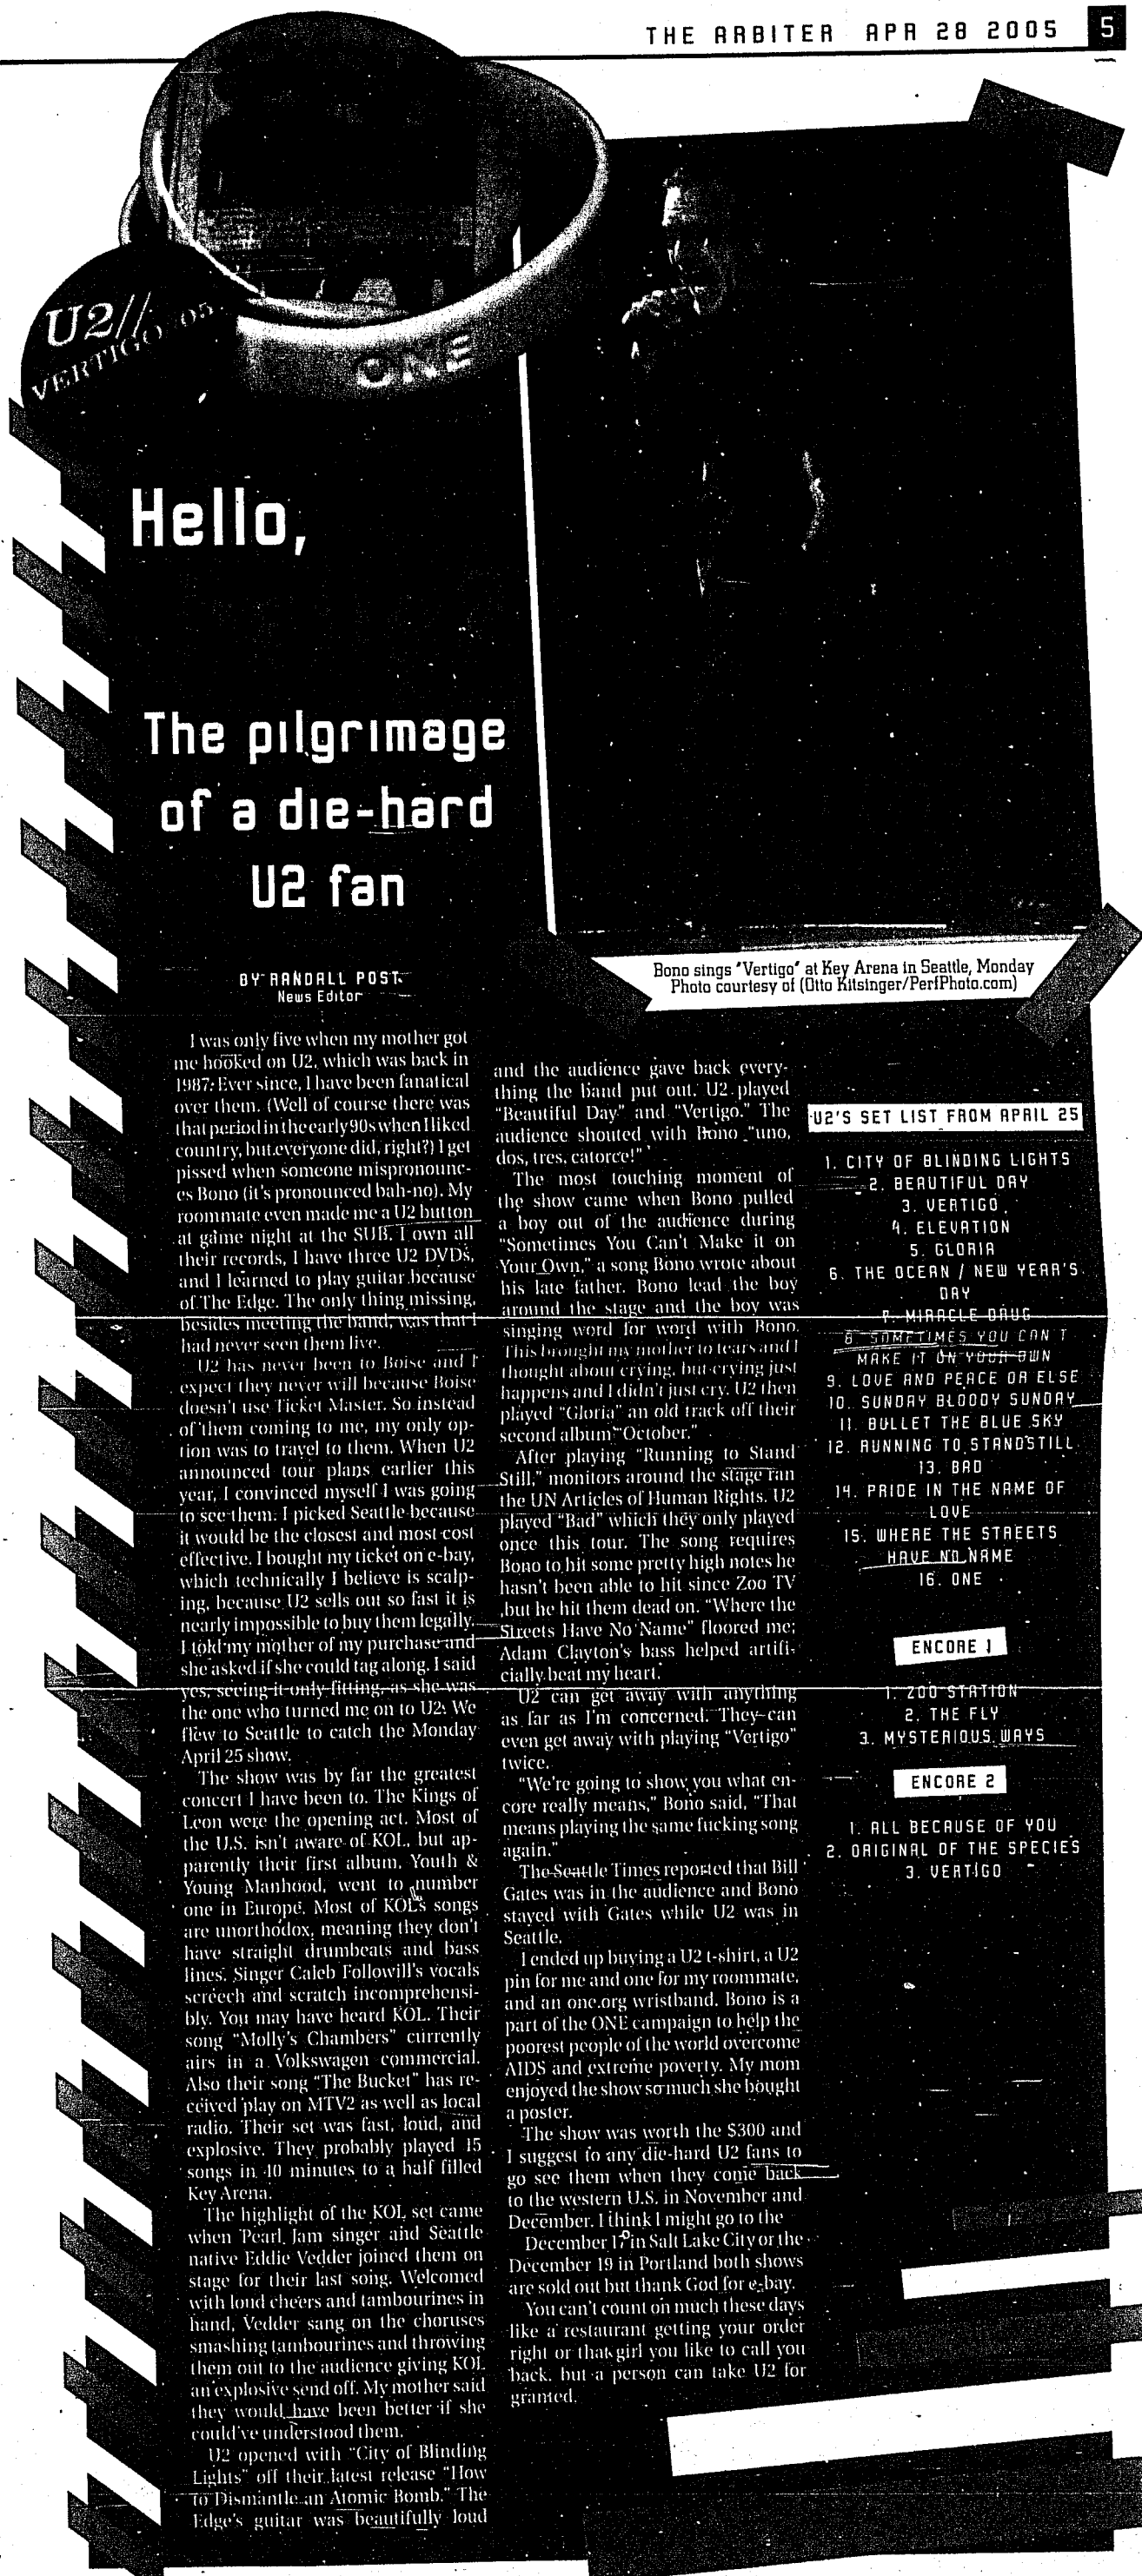 THE ARBITER APR 28 2005 5
U2//
VERTIGO 05
ONE
Hello,
The pilgrimage
of a die-hard
U2 fan
Bono sings "Vertigo" at Key Arena in Seattle, Monday
Photo courtesy of (Otto Kitsinger/PerfPhoto.com)
BY RANDALL POST
News Editor
I was only five when my mother got
me hooked on U2, which was back in
1987. Ever since, I have been fanatical
over them. (Well of course there was
that period in the early 90s when I liked
country, but everyone did, right?) I get
pissed when someone mispronounc-
es Bono (it's pronounced bah-no). My
roommate even made me a U2 button
at game night at the SUB. I own all
their records, I have three U2 DVDs,
and I learned to play guitar because
of The Edge. The only thing missing,
besides meeting the band, was that I
had never seen them live.
U2 has never been to Boise and I
expect they never will because Boise
doesn't use Ticket Master. So instead
of them coming to me, my only op-
tion was to travel to them. When U2
announced tour plans earlier this
year, I convinced myself I was going
to see them. I picked Seattle because
it would be the closest and most cost
effective. I bought my ticket on e-bay,
which technically I believe is scalp-
ing, because U2 sells out so fast it is
nearly impossible to buy them legally.
I told my mother of my purchase and
she asked if she could tag along. I said
yes, seeing it only fitting, as she was
the one who turned me on to U2. We
flew to Seattle to catch the Monday
April 25 show.
The show was by far the greatest
concert I have been to. The Kings of
Leon were the opening act. Most of
the U.S. isn't aware of KOL, but ap-
parently their first album, Youth &
Young Manhood, went to number
one in Europe. Most of KOL's songs
are unorthodox, meaning they don't
have straight drumbeats and bass
lines. Singer Caleb Followill's vocals
screech and scratch incomprehensi-
bly. You may have heard KOL. Their
song "Molly's Chambers" currently
airs in a Volkswagen commercial.
Also their song "The Bucket" has re-
ceived play on MTV2 as well as local
radio. Their set was fast, loud, and
explosive. They probably played 15
songs in 40 minutes to a half filled
Key Arena.
The highlight of the KOL set came
when Pearl Jam singer and Seattle
native Eddie Vedder joined them on
stage for their last song. Welcomed
with loud cheers and tambourines in
hand, Vedder sang on the choruses
smashing tambourines and throwing
them out to the audience giving KOL
an explosive send off. My mother said
they would have been better if she
could've understood them.
U2 opened with "City of Blinding
Lights" off their latest release "How
to Dismantle an Atomic Bomb." The
Edge's guitar was beautifully loud
and the audience gave back every-
thing the band put out. U2 played
"Beautiful Day" and "Vertigo." The
audience shouted with Bono "uno,
dos, tres, catorce!"
The most touching moment of
the show came when Bono pulled
a boy out of the audience during
"Sometimes You Can't Make it on
Your Own," a song Bono wrote about
his late father. Bono lead the boy
around the stage and the boy was
singing word for word with Bono.
This brought my mother to tears and I
thought about crying, but crying just
happens and I didn't just cry. U2 then
played "Gloria" an old track off their
second album "October."
After playing "Running to Stand
Still," monitors around the stage ran
the UN Articles of Human Rights. U2
played "Bad" which they only played
once this tour. The song requires
Bono to hit some pretty high notes he
hasn't been able to hit since Zoo TV
but he hit them dead on. "Where the
Streets Have No Name" floored me;
Adam Clayton's bass helped artifi-
cially beat my heart.
U2 can get away with anything
as far as I'm concerned. They can
even get away with playing "Vertigo"
twice.
"We're going to show you what en-
core really means," Bono said, "That
means playing the same fucking song
again."
The Seattle Times reported that Bill
Gates was in the audience and Bono
stayed with Gates while U2 was in
Seattle.
I ended up buying a U2 t-shirt, a U2
pin for me and one for my roommate,
and an one.org wristband. Bono is a
part of the ONE campaign to help the
poorest people of the world overcome
AIDS and extreme poverty. My mom
enjoyed the show so much she bought
a poster.
The show was worth the $300 and
I suggest to any die-hard U2 fans to
go see them when they come back
to the western U.S. in November and
December. I think I might go to the
December 17 in Salt Lake City or the
December 19 in Portland both shows
are sold out but thank God for e-bay.
You can't count on much these days
like a restaurant getting your order
right or that girl you like to call you
back, but a person can take U2 for
granted.
U2'S SET LIST FROM APRIL 25
1. CITY OF BLINDING LIGHTS
2. BEAUTIFUL DAY
3. VERTIGO
4. ELEVATION
5. GLORIA
6. THE OCEAN / NEW YEAR'S
DAY
7. MIRACLE DRUG
8. SOMETIMES YOU CAN'T
MAKE IT ON YOUR OWN
9. LOVE AND PEACE OR ELSE
10. SUNDAY BLOODY SUNDAY
11. BULLET THE BLUE SKY
12. RUNNING TO STANDSTILL
13. BAD
14. PRIDE IN THE NAME OF
LOVE
15. WHERE THE STREETS
HAVE NO NAME
16. ONE
ENCORE 1
1. ZOO STATION
2. THE FLY
3. MYSTERIOUS WAYS
ENCORE 2
1. ALL BECAUSE OF YOU
2. ORIGINAL OF THE SPECIES
3. VERTIGO